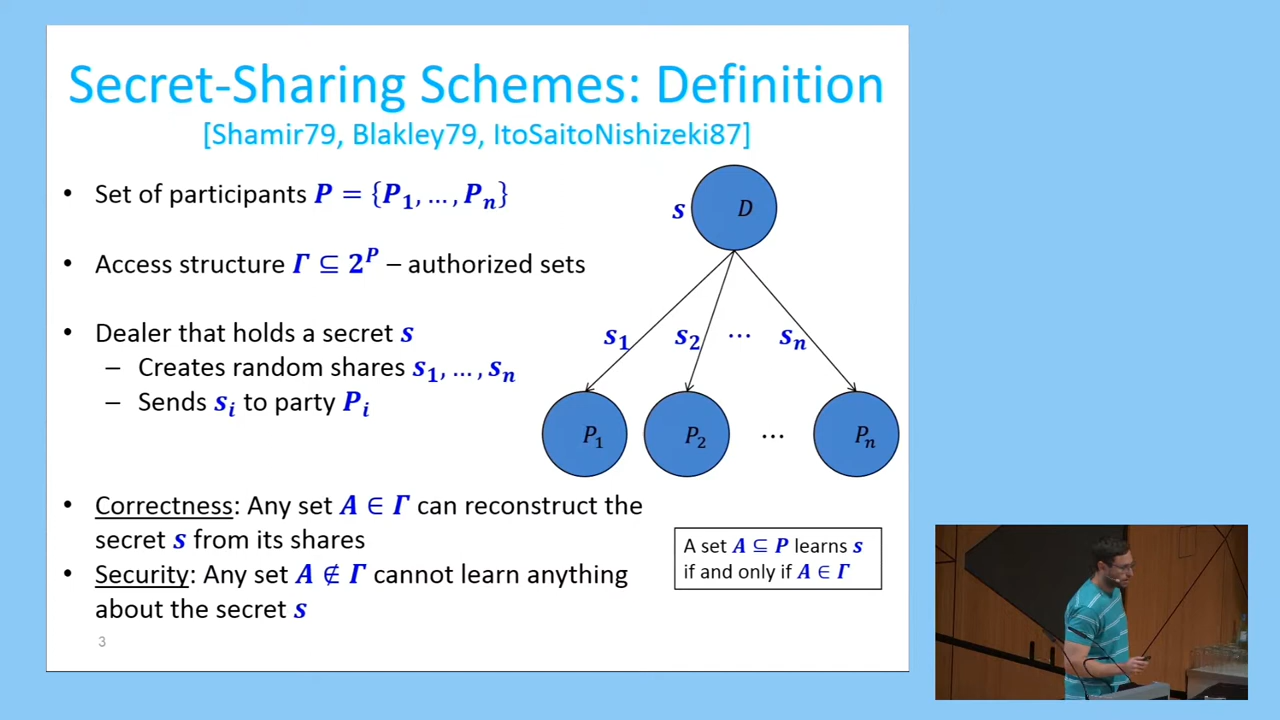 Secret-Sharing Schemes: Definition
[Shamir79, Blakley79, ItoSaitoNishizeki87]
• Set of participants P = {P₁, …, Pₙ}
• Access structure Γ ⊆ 2ᴾ – authorized sets
• Dealer that holds a secret s
– Creates random shares s₁, …, sₙ
– Sends sᵢ to party Pᵢ
s D
s₁ s₂ ⋯ sₙ
P₁ P₂ ⋯ Pₙ
• Correctness: Any set A ∈ Γ can reconstruct the
secret s from its shares
• Security: Any set A ∉ Γ cannot learn anything
about the secret s
A set A ⊆ P learns s
if and only if A ∈ Γ
3